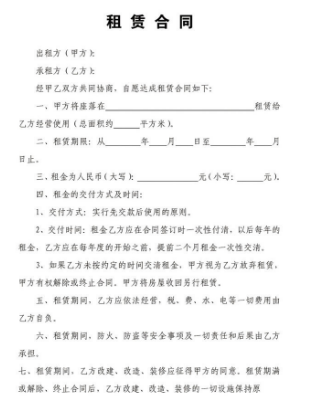 租 赁 合 同
出租方（甲方）：
承租方（乙方）：
经甲乙双方共同协商、自愿达成租赁合同如下：
一、甲方将座落在____________________租赁给
乙方经营使用（总面积约_____平方米）。
二、租赁期照：从______年___月___日至______年___月___
日止。
三、租金为人民币（大写）：__________元（小写：_____元）。
四、租金的交付方式及时间：
1、交付方式：实行先交款后使用的原则。
2、交付时间：租金乙方应在合同签订时一次性付清，以后每年的
租金，乙方应在每年度的开始之前，提前二个月租金一次性交清。
3、如果乙方未按约定的时间交清租金，甲方视为乙方放弃租赁，
甲方有权解除或终止合同，甲方将房屋收回另行租赁。
五、租赁期间，乙方应依法经营，税、费、水、电等一切费用由
乙方自负。
六、租赁期间，防火、防盗等安全事项及一切责任和后果由乙方
承担。
七、租赁期间，乙方改建、改造、装修应征得甲方的同意。租赁期满
或解除、终止合同后，乙方改建、改造、装修的一切设施保持原